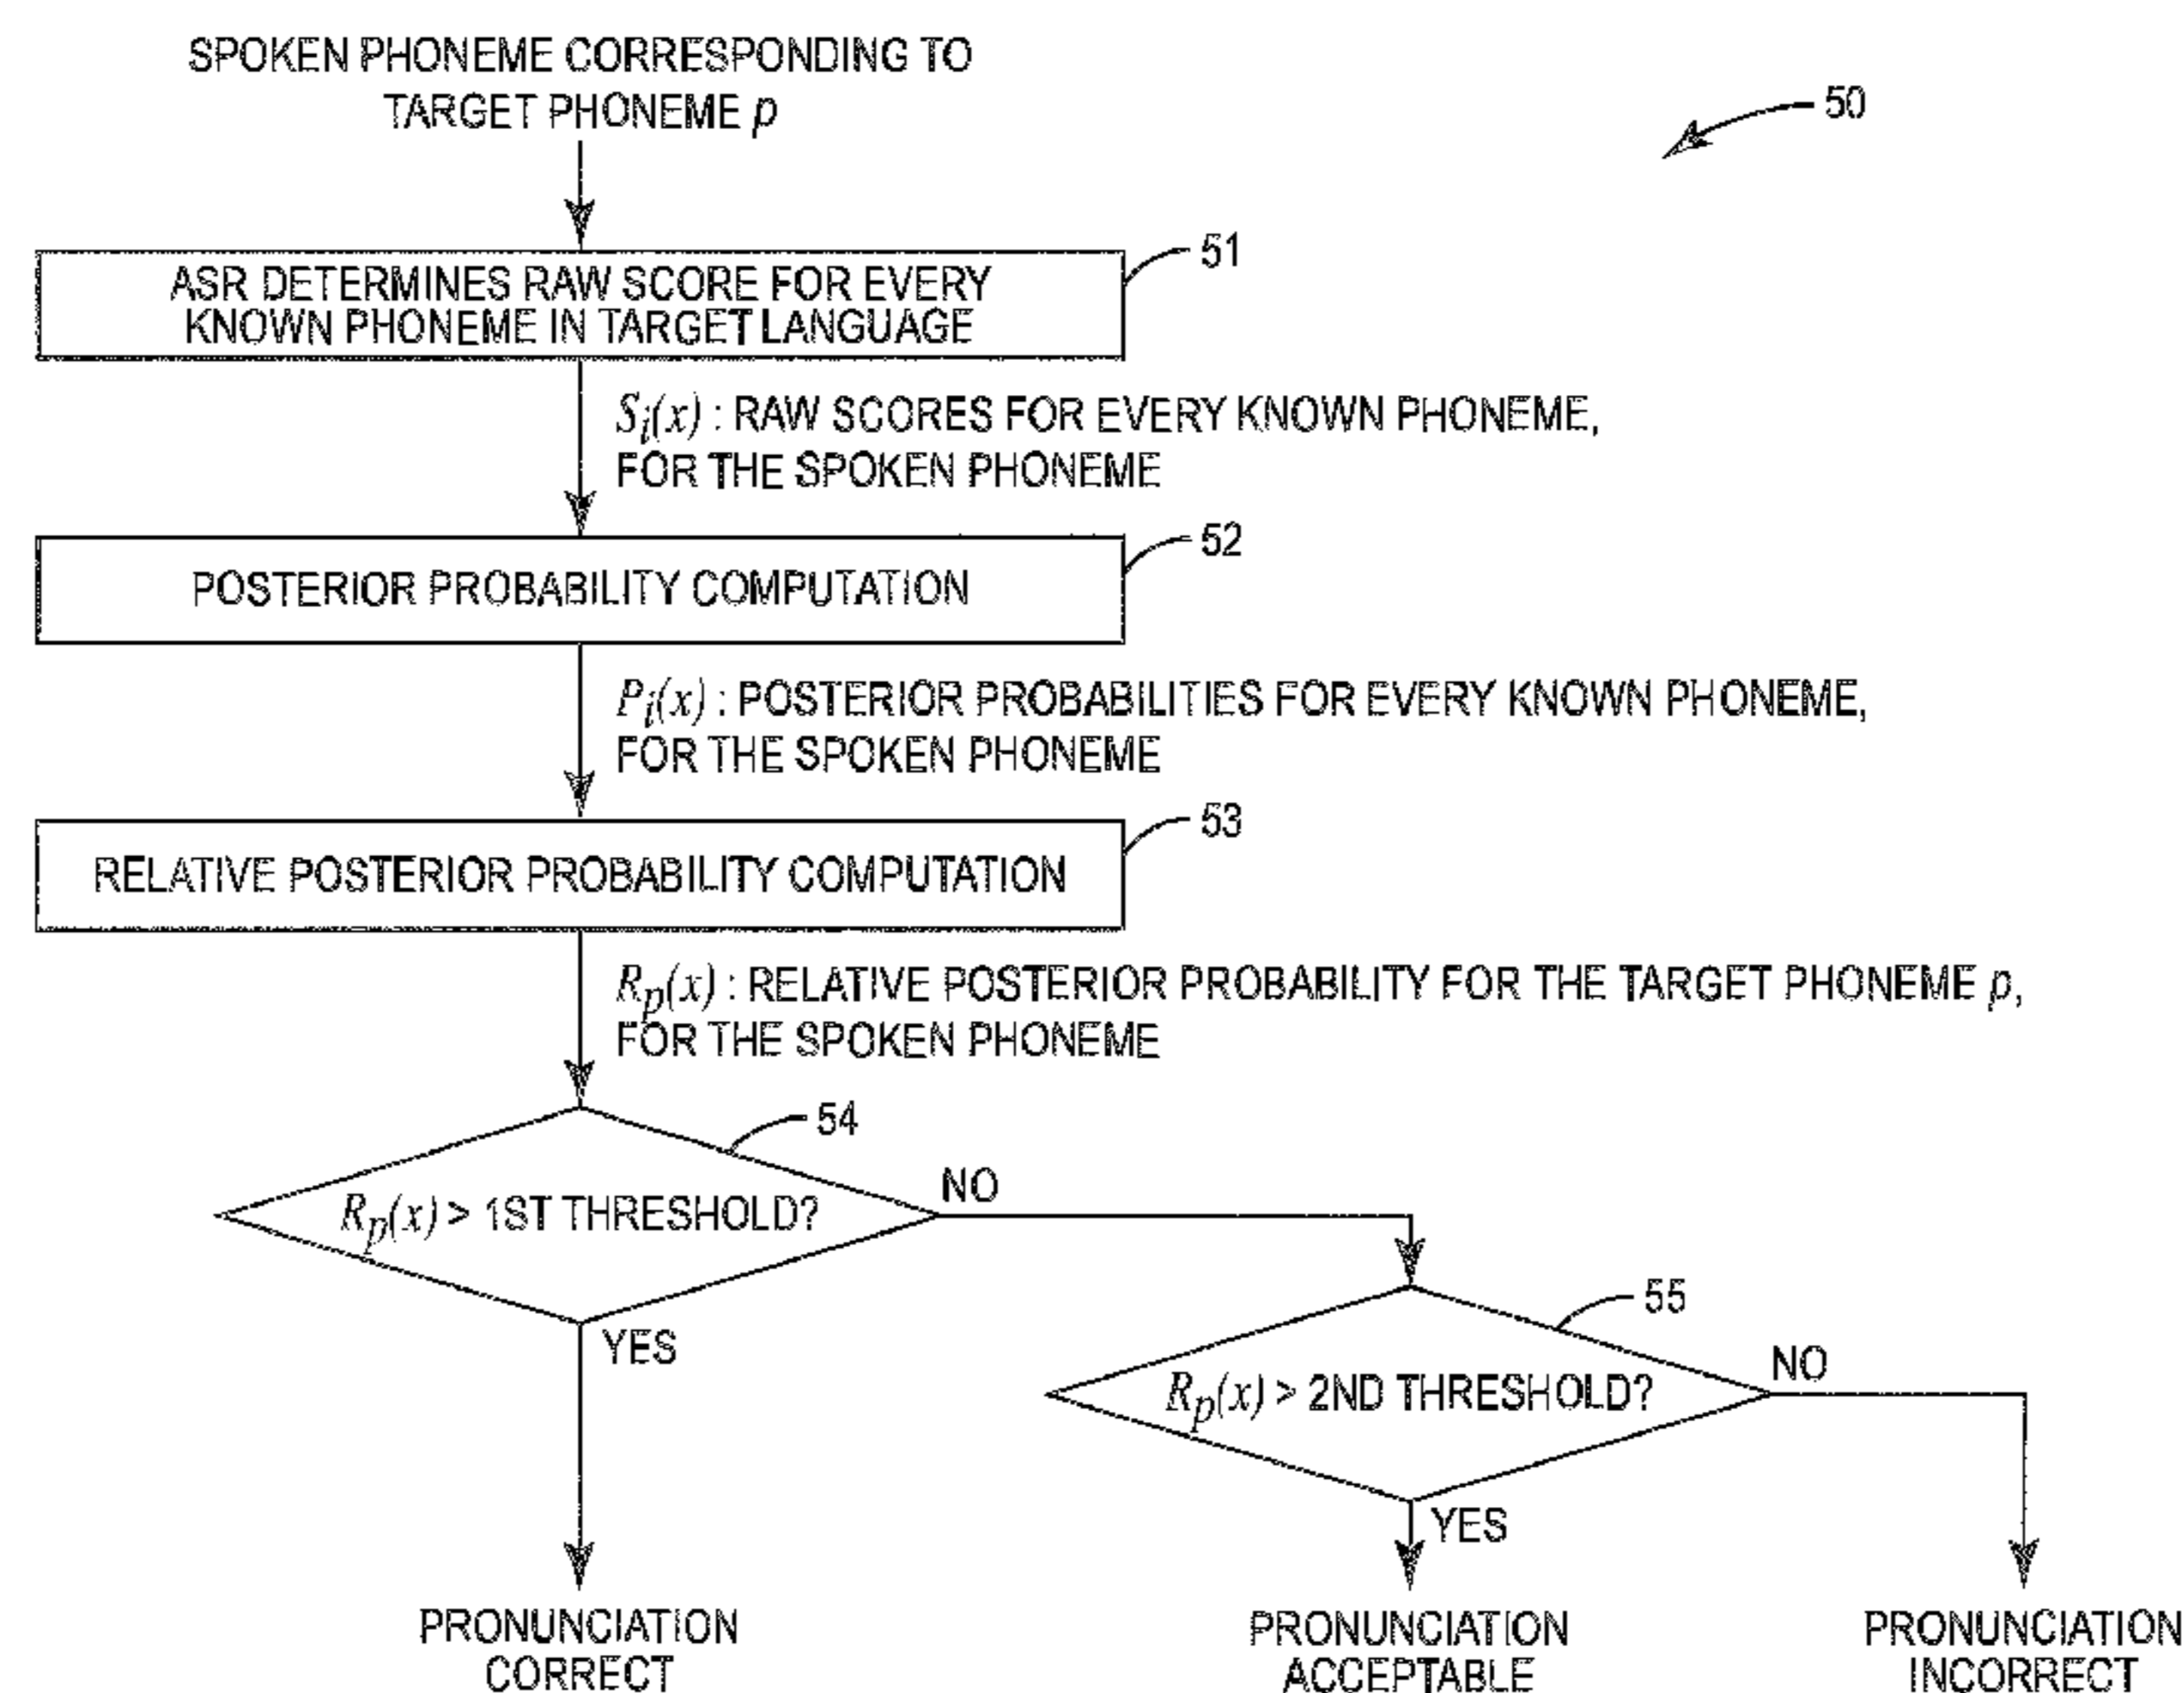 SPOKEN PHONEME CORRESPONDING TO
TARGET PHONEME p
50
51
ASR DETERMINES RAW SCORE FOR EVERY
KNOWN PHONEME IN TARGET LANGUAGE
Si(x) : RAW SCORES FOR EVERY KNOWN PHONEME,
FOR THE SPOKEN PHONEME
52
POSTERIOR PROBABILITY COMPUTATION
Pi(x) : POSTERIOR PROBABILITIES FOR EVERY KNOWN PHONEME,
FOR THE SPOKEN PHONEME
53
RELATIVE POSTERIOR PROBABILITY COMPUTATION
Rp(x) : RELATIVE POSTERIOR PROBABILITY FOR THE TARGET PHONEME p,
FOR THE SPOKEN PHONEME
54
Rp(x) > 1ST THRESHOLD?
NO
YES
55
Rp(x) > 2ND THRESHOLD?
NO
YES
PRONUNCIATION
CORRECT
PRONUNCIATION
ACCEPTABLE
PRONUNCIATION
INCORRECT